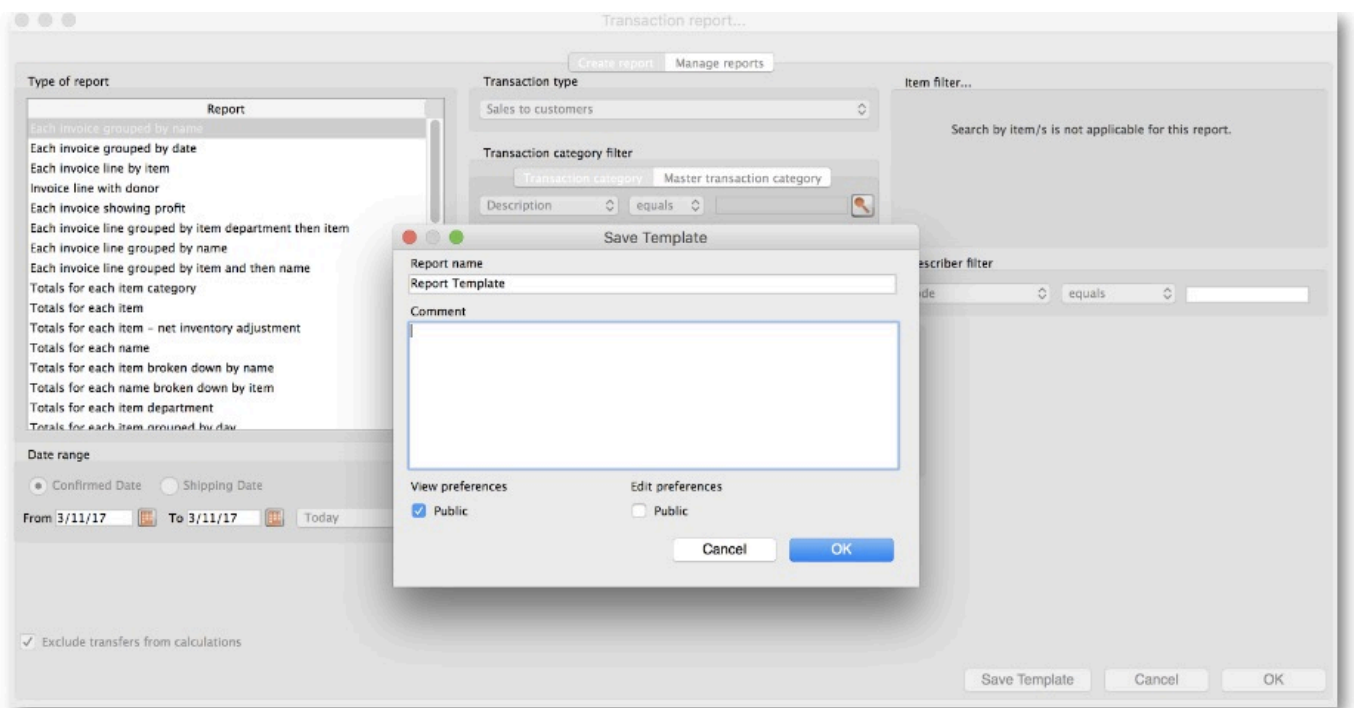 Transaction report...
Create report Manage reports
Type of report
Report
Each invoice grouped by name
Each invoice grouped by date
Each invoice line by item
Invoice line with donor
Each invoice showing profit
Each invoice line grouped by item department then item
Each invoice line grouped by name
Each invoice line grouped by item and then name
Totals for each item category
Totals for each item
Totals for each item – net inventory adjustment
Totals for each name
Totals for each item broken down by name
Totals for each name broken down by item
Totals for each item department
Totals for each item grouped by day
Date range
Confirmed Date Shipping Date
From 3/11/17 To 3/11/17 Today
Exclude transfers from calculations
Transaction type
Sales to customers
Transaction category filter
Transaction category Master transaction category
Description equals
Item filter...
Search by item/s is not applicable for this report.
escriber filter
de equals
Save Template
Report name
Report Template
Comment
View preferences Edit preferences
Public Public
Cancel OK
Save Template Cancel OK